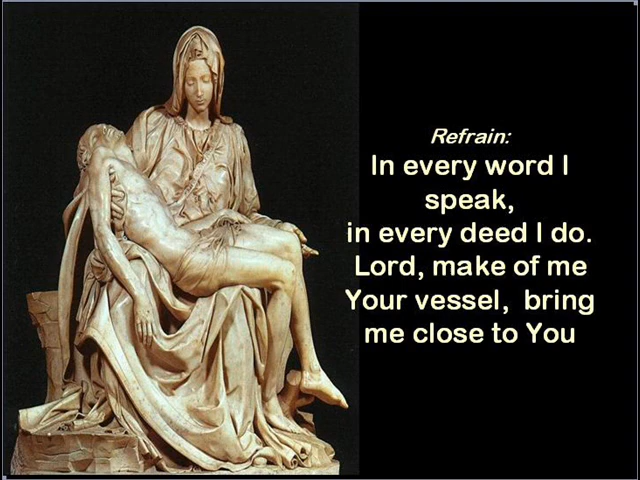 Refrain:
In every word I
speak,
in every deed I do.
Lord, make of me
Your vessel,  bring
me close to You